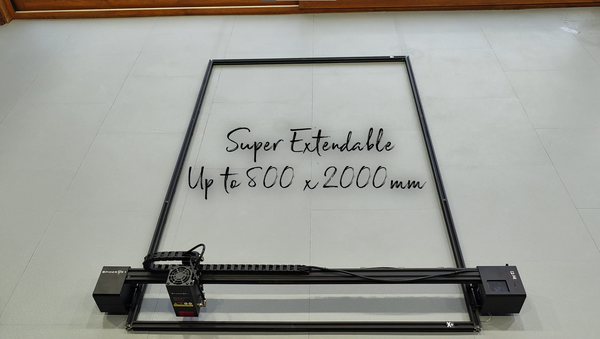 Super Extendable
Up to 800 x 2000mm